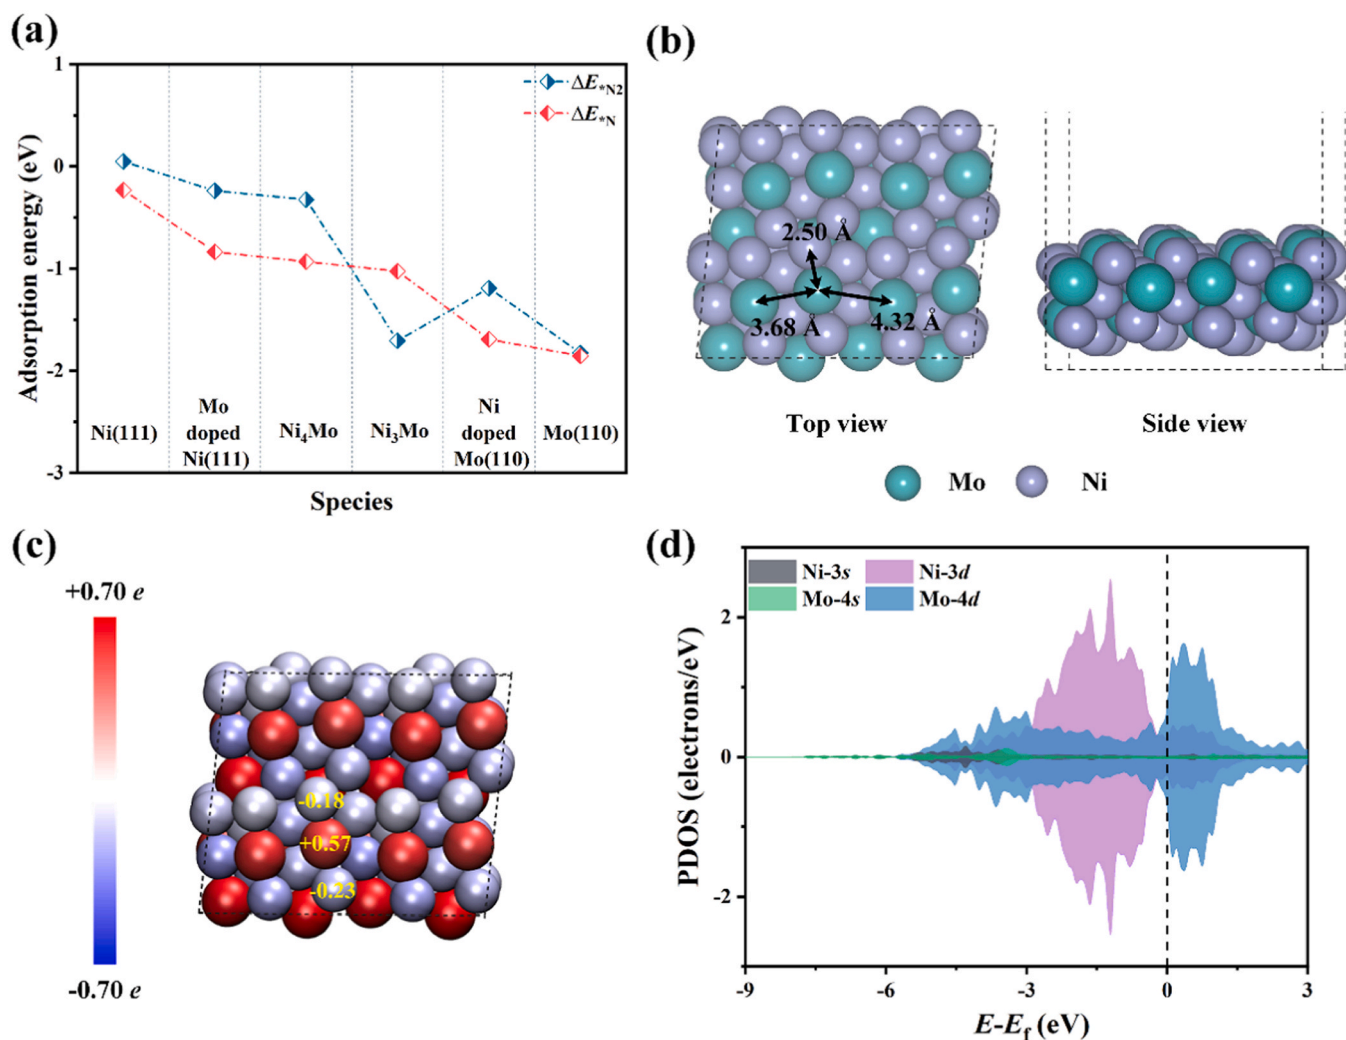 (a)
1
0
-1
-2
-3
Adsorption energy (eV)
ΔE*N2
ΔE*N
Ni(111)
Mo
doped
Ni(111)
Ni4Mo
Ni3Mo
Ni
doped
Mo(110)
Mo(110)
Species
(b)
2.50 Å
3.68 Å
4.32 Å
Top view
Side view
Mo
Ni
(c)
+0.70 e
-0.70 e
-0.18
+0.57
-0.23
(d)
Ni-3s
Ni-3d
Mo-4s
Mo-4d
2
0
-2
PDOS (electrons/eV)
-9
-6
-3
0
3
E-Ef (eV)